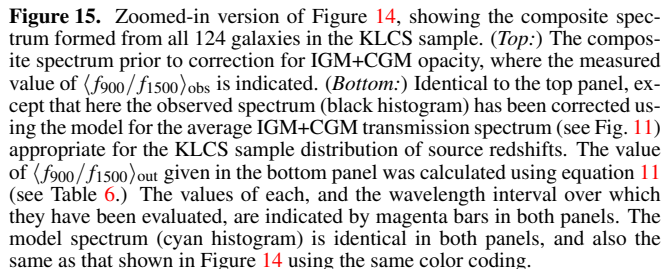 Figure 15. Zoomed-in version of Figure 14, showing the composite spec-
trum formed from all 124 galaxies in the KLCS sample. (Top:) The compos-
ite spectrum prior to correction for IGM+CGM opacity, where the measured
value of ⟨f900/f1500⟩obs is indicated. (Bottom:) Identical to the top panel, ex-
cept that here the observed spectrum (black histogram) has been corrected us-
ing the model for the average IGM+CGM transmission spectrum (see Fig. 11)
appropriate for the KLCS sample distribution of source redshifts. The value
of ⟨f900/f1500⟩out given in the bottom panel was calculated using equation 11
(see Table 6.) The values of each, and the wavelength interval over which
they have been evaluated, are indicated by magenta bars in both panels. The
model spectrum (cyan histogram) is identical in both panels, and also the
same as that shown in Figure 14 using the same color coding.